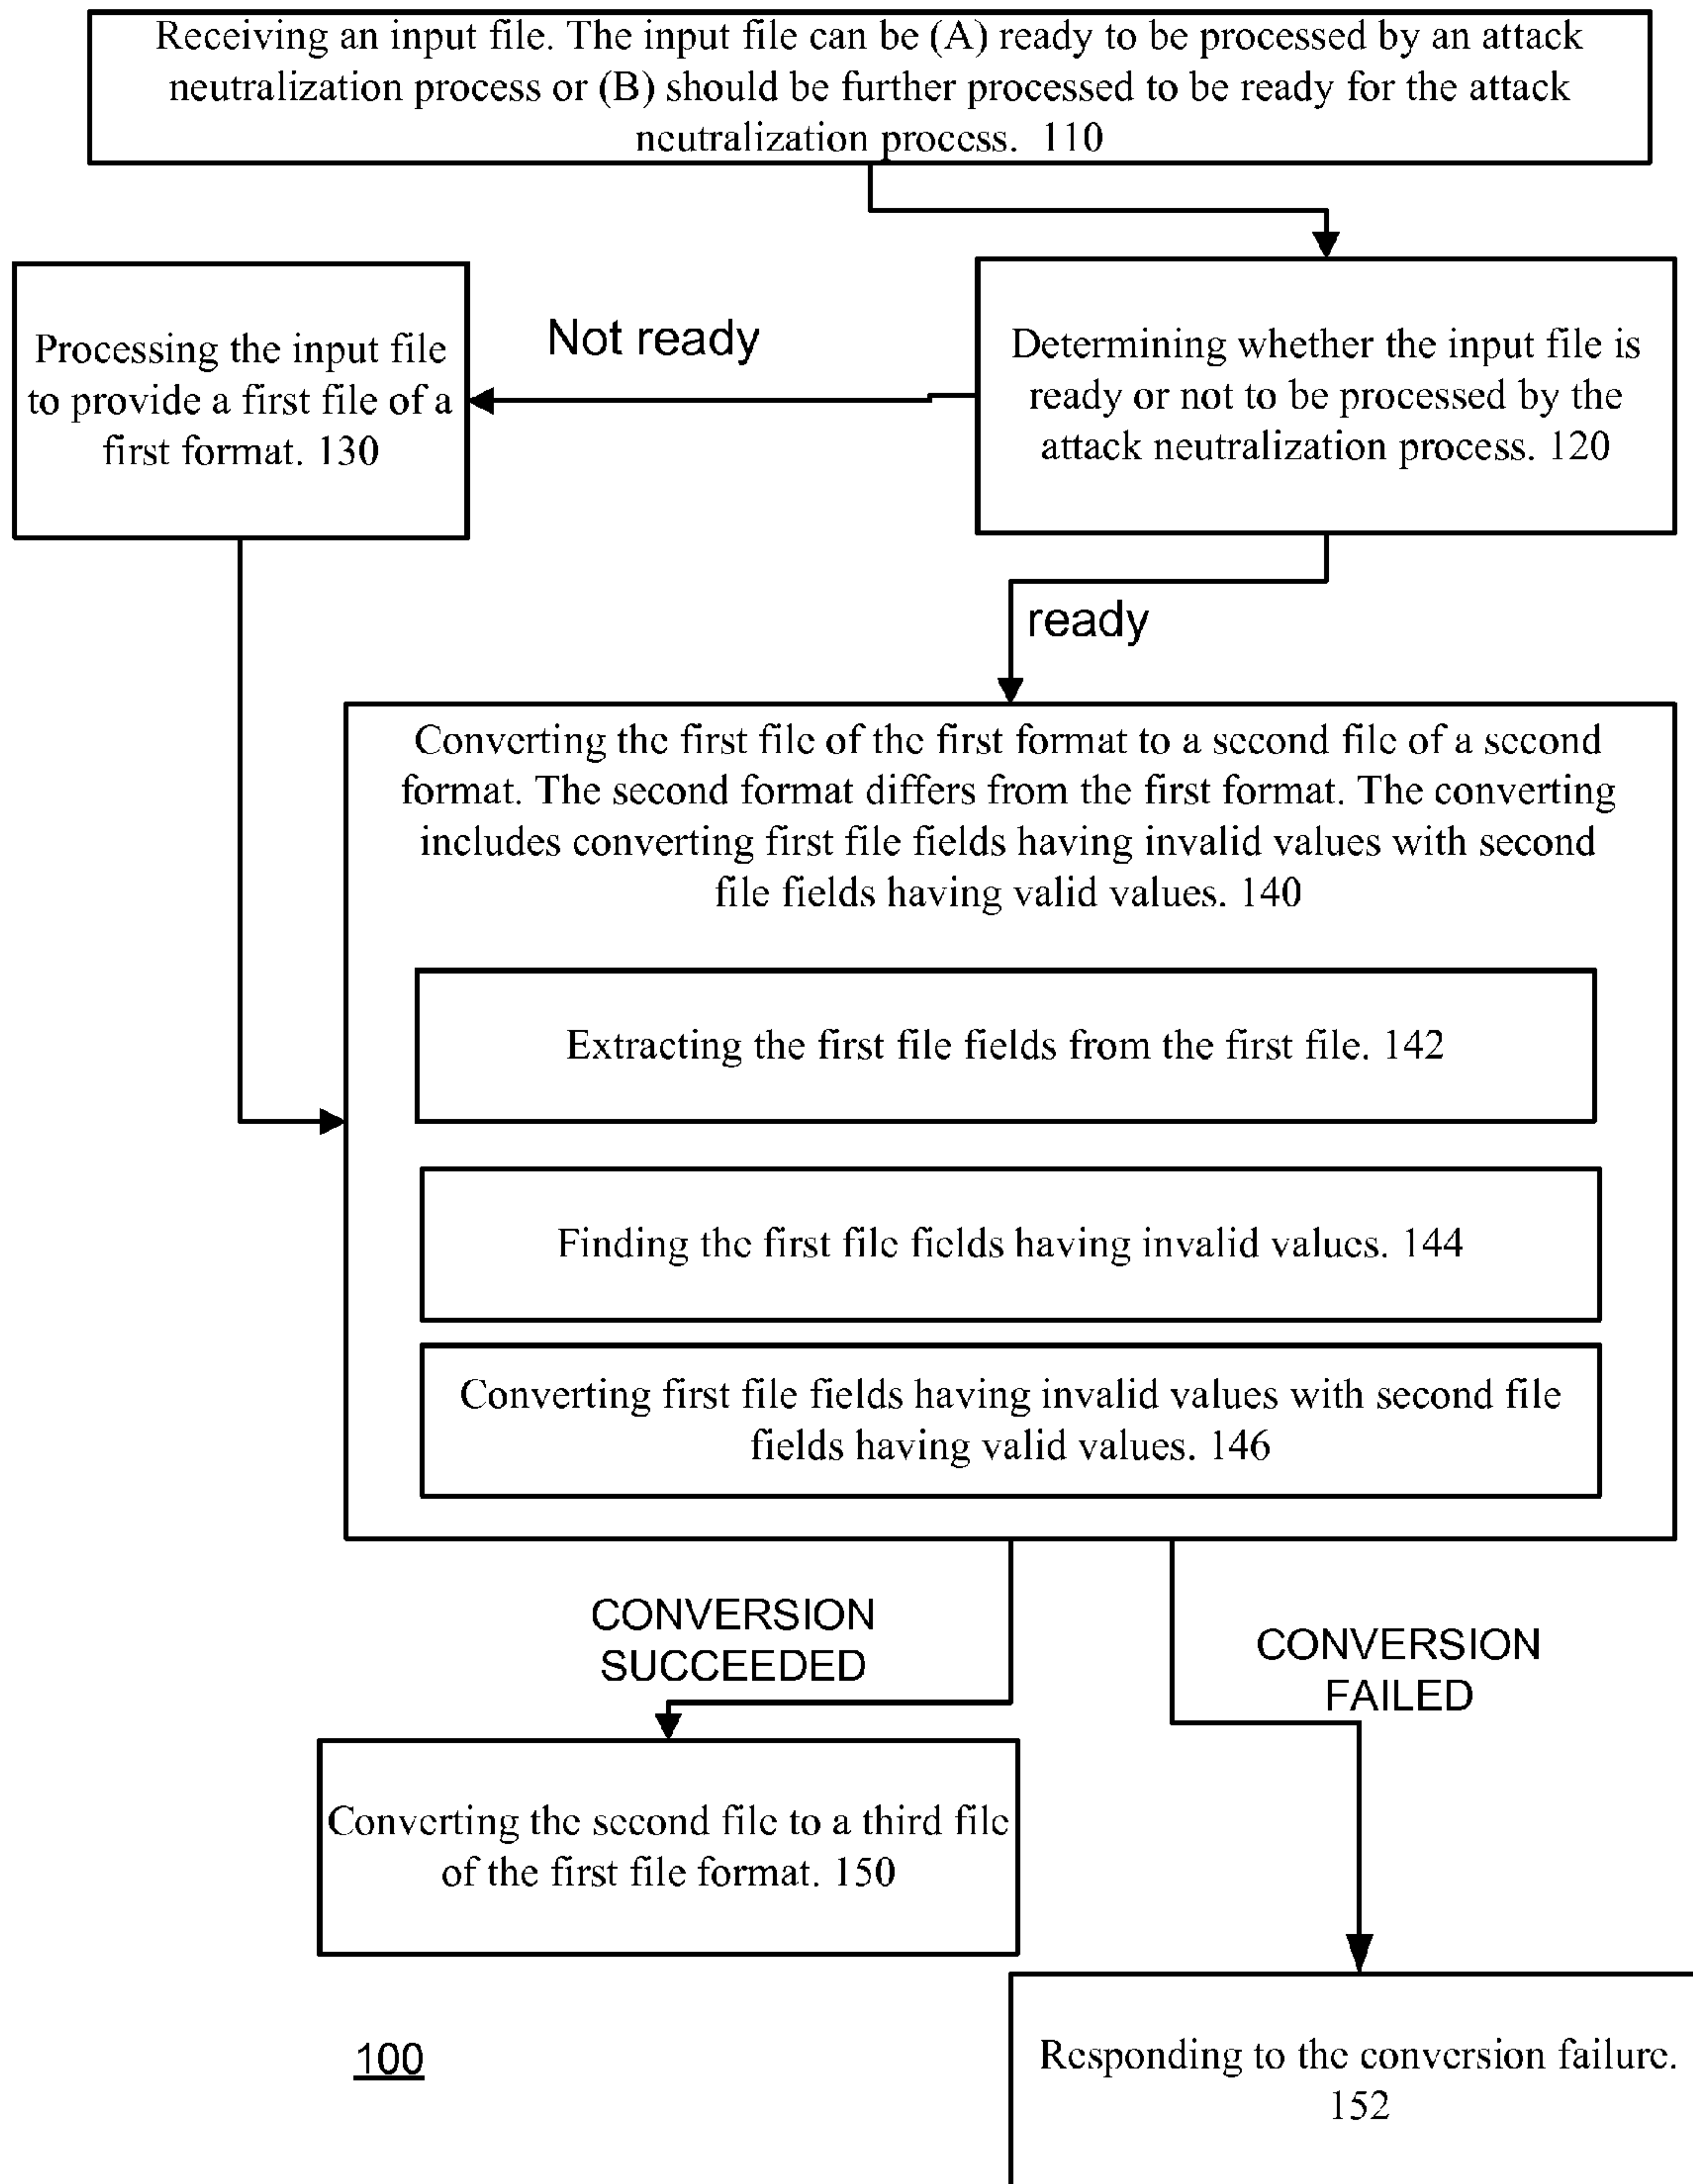 Receiving an input file. The input file can be (A) ready to be processed by an attack
neutralization process or (B) should be further processed to be ready for the attack
neutralization process. 110
Not ready
Processing the input file
to provide a first file of a
first format. 130
Determining whether the input file is
ready or not to be processed by the
attack neutralization process. 120
ready
Converting the first file of the first format to a second file of a second
format. The second format differs from the first format. The converting
includes converting first file fields having invalid values with second
file fields having valid values. 140
Extracting the first file fields from the first file. 142
Finding the first file fields having invalid values. 144
Converting first file fields having invalid values with second file
fields having valid values. 146
CONVERSION
SUCCEEDED
CONVERSION
FAILED
Converting the second file to a third file
of the first file format. 150
100
Responding to the conversion failure.
152